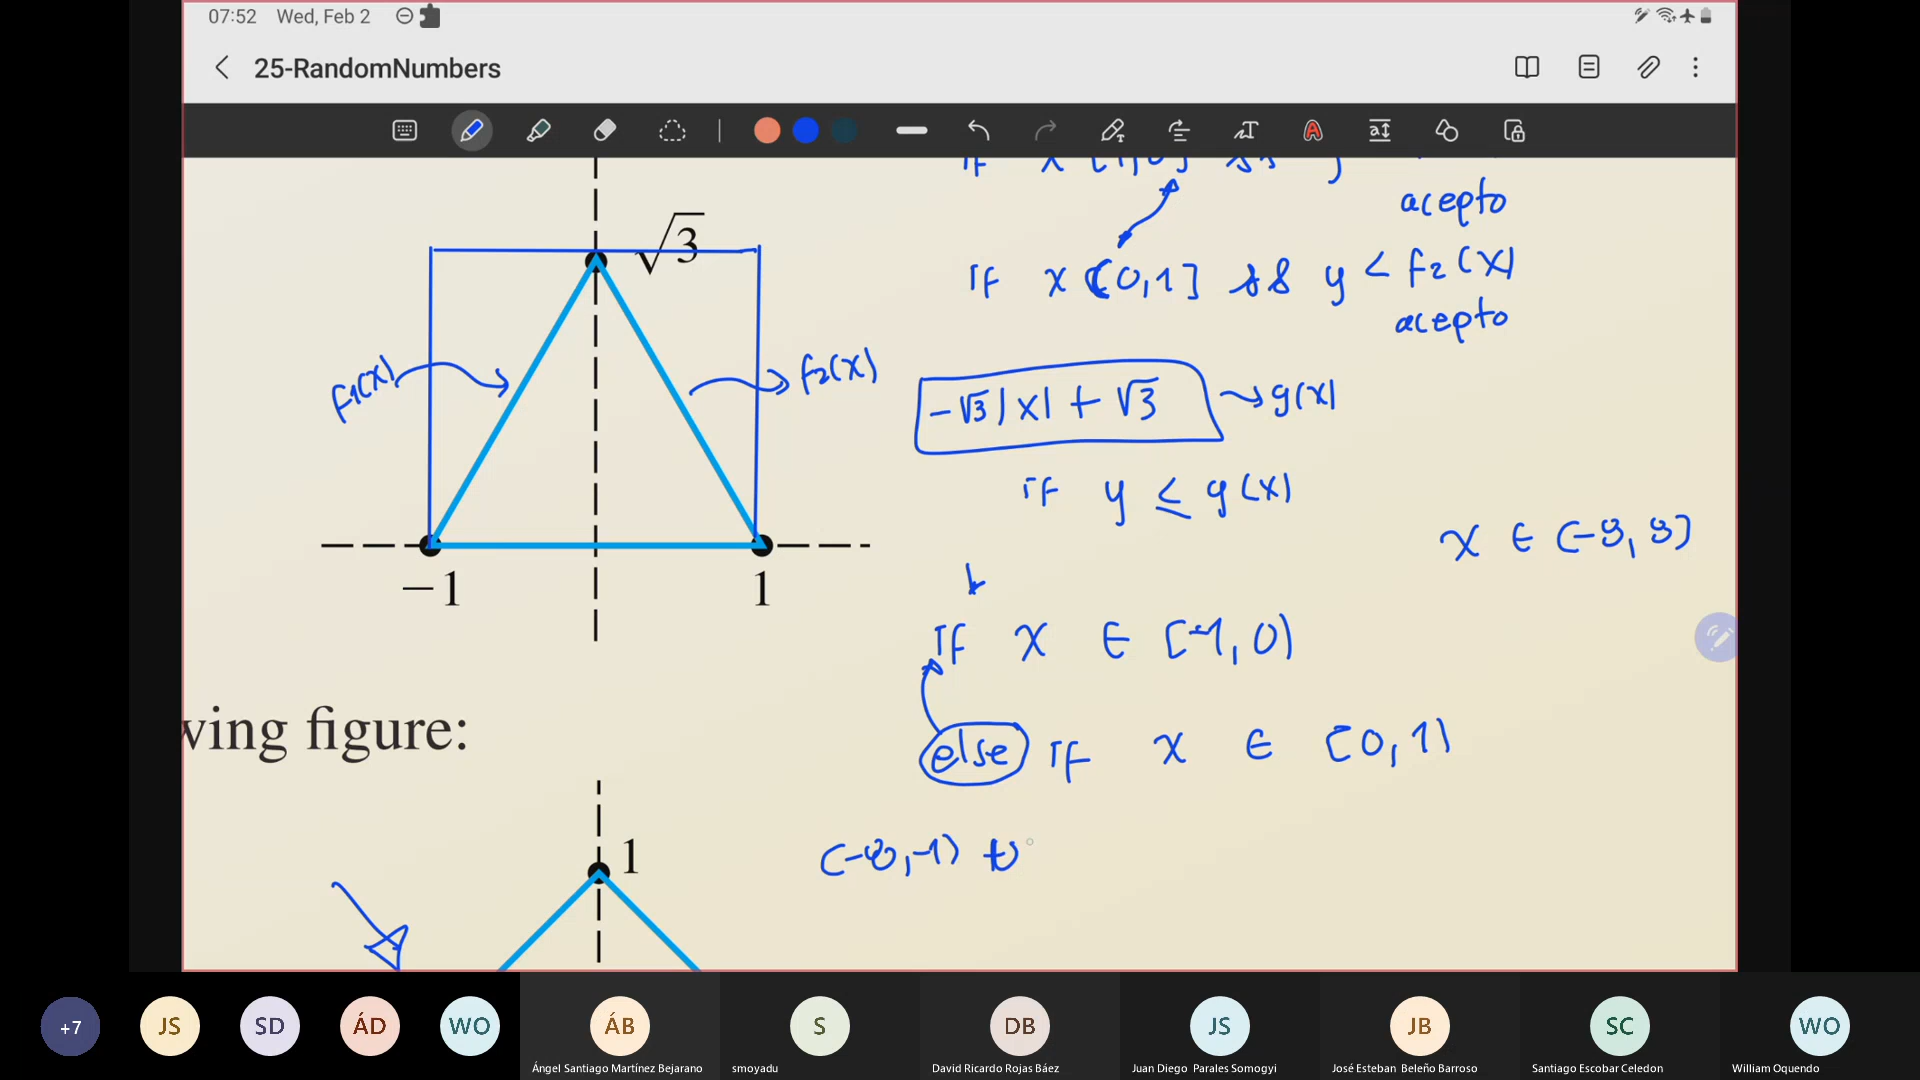 07:52 Wed, Feb 2
25-RandomNumbers
acepto
√3
If x [0,1] && y < f2(x)
acepto
f1(x)
f2(x)
-√3|x| + √3 → g(x)
if y ≤ g(x)
x ∈
-1 1
If x ∈ [-1, 0)
ving figure:
else If x ∈ [0, 1)
1
+7 JS SD ÁD WO ÁB S DB JS JB SC WO
Ángel Santiago Martínez Bejarano smoyadu David Ricardo Rojas Báez Juan Diego Parales Somogyi José Esteban Beleño Barroso Santiago Escobar Celedon William Oquendo